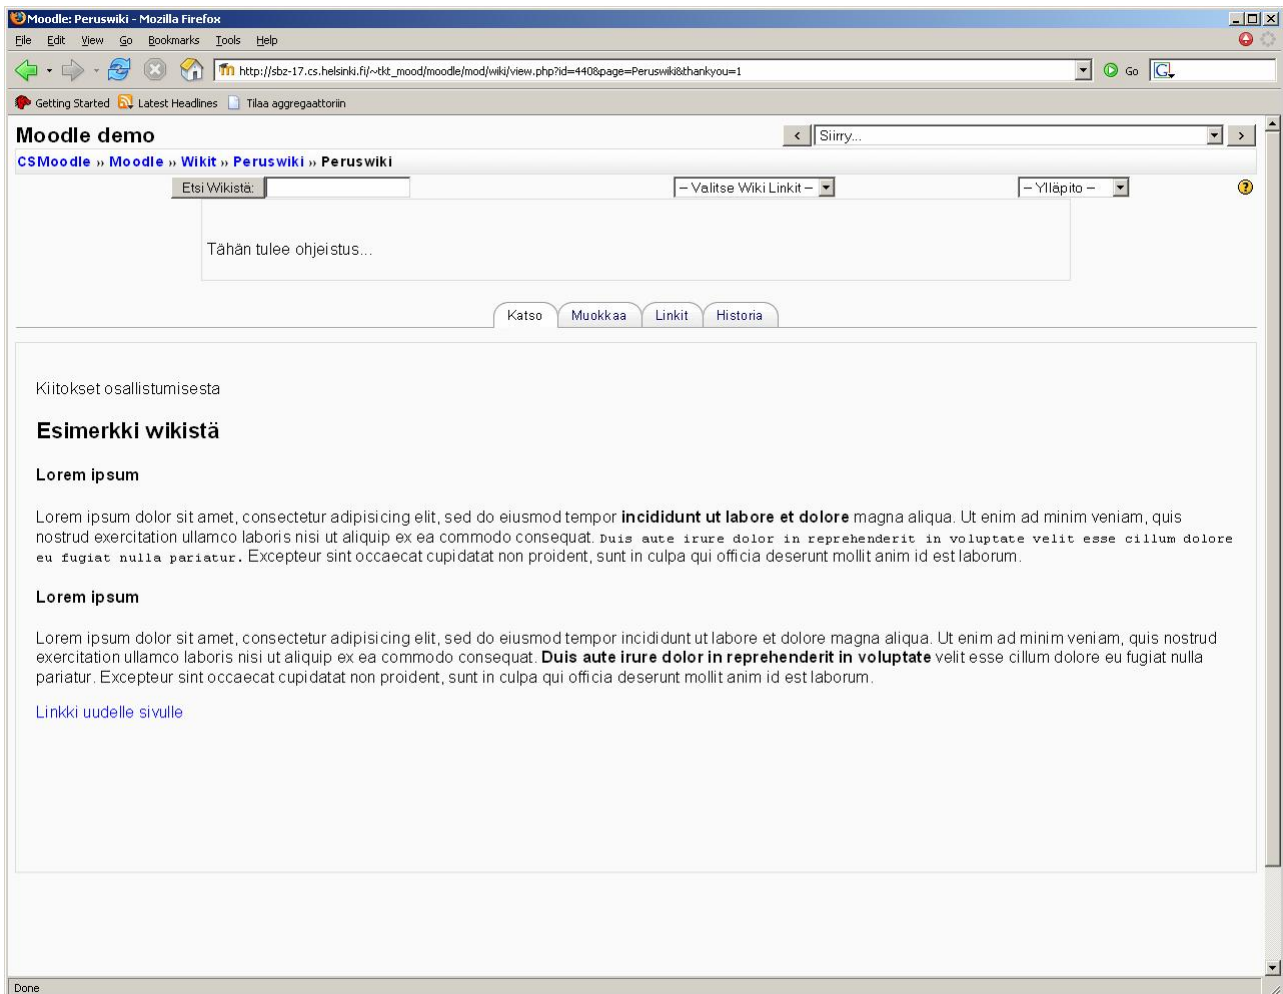 Moodle: Peruswiki - Mozilla Firefox
File Edit View Go Bookmarks Tools Help
http://sbz-17.cs.helsinki.fi/~tkt_mood/moodle/mod/wiki/view.php?id=440&page=Peruswiki&thankyou=1 Go G
Getting Started Latest Headlines Tilaa aggregaattoriin
Moodle demo < Siirry... >
CSMoodle » Moodle » Wikit » Peruswiki » Peruswiki
Etsi Wikistä: – Valitse Wiki Linkit – – Ylläpito – ?
Tähän tulee ohjeistus...
Katso Muokkaa Linkit Historia
Kiitokset osallistumisesta
Esimerkki wikistä
Lorem ipsum
Lorem ipsum dolor sit amet, consectetur adipisicing elit, sed do eiusmod tempor incididunt ut labore et dolore magna aliqua. Ut enim ad minim veniam, quis
nostrud exercitation ullamco laboris nisi ut aliquip ex ea commodo consequat. Duis aute irure dolor in reprehenderit in voluptate velit esse cillum dolore
eu fugiat nulla pariatur. Excepteur sint occaecat cupidatat non proident, sunt in culpa qui officia deserunt mollit anim id est laborum.
Lorem ipsum
Lorem ipsum dolor sit amet, consectetur adipisicing elit, sed do eiusmod tempor incididunt ut labore et dolore magna aliqua. Ut enim ad minim veniam, quis nostrud
exercitation ullamco laboris nisi ut aliquip ex ea commodo consequat. Duis aute irure dolor in reprehenderit in voluptate velit esse cillum dolore eu fugiat nulla
pariatur. Excepteur sint occaecat cupidatat non proident, sunt in culpa qui officia deserunt mollit anim id est laborum.
Linkki uudelle sivulle
Done